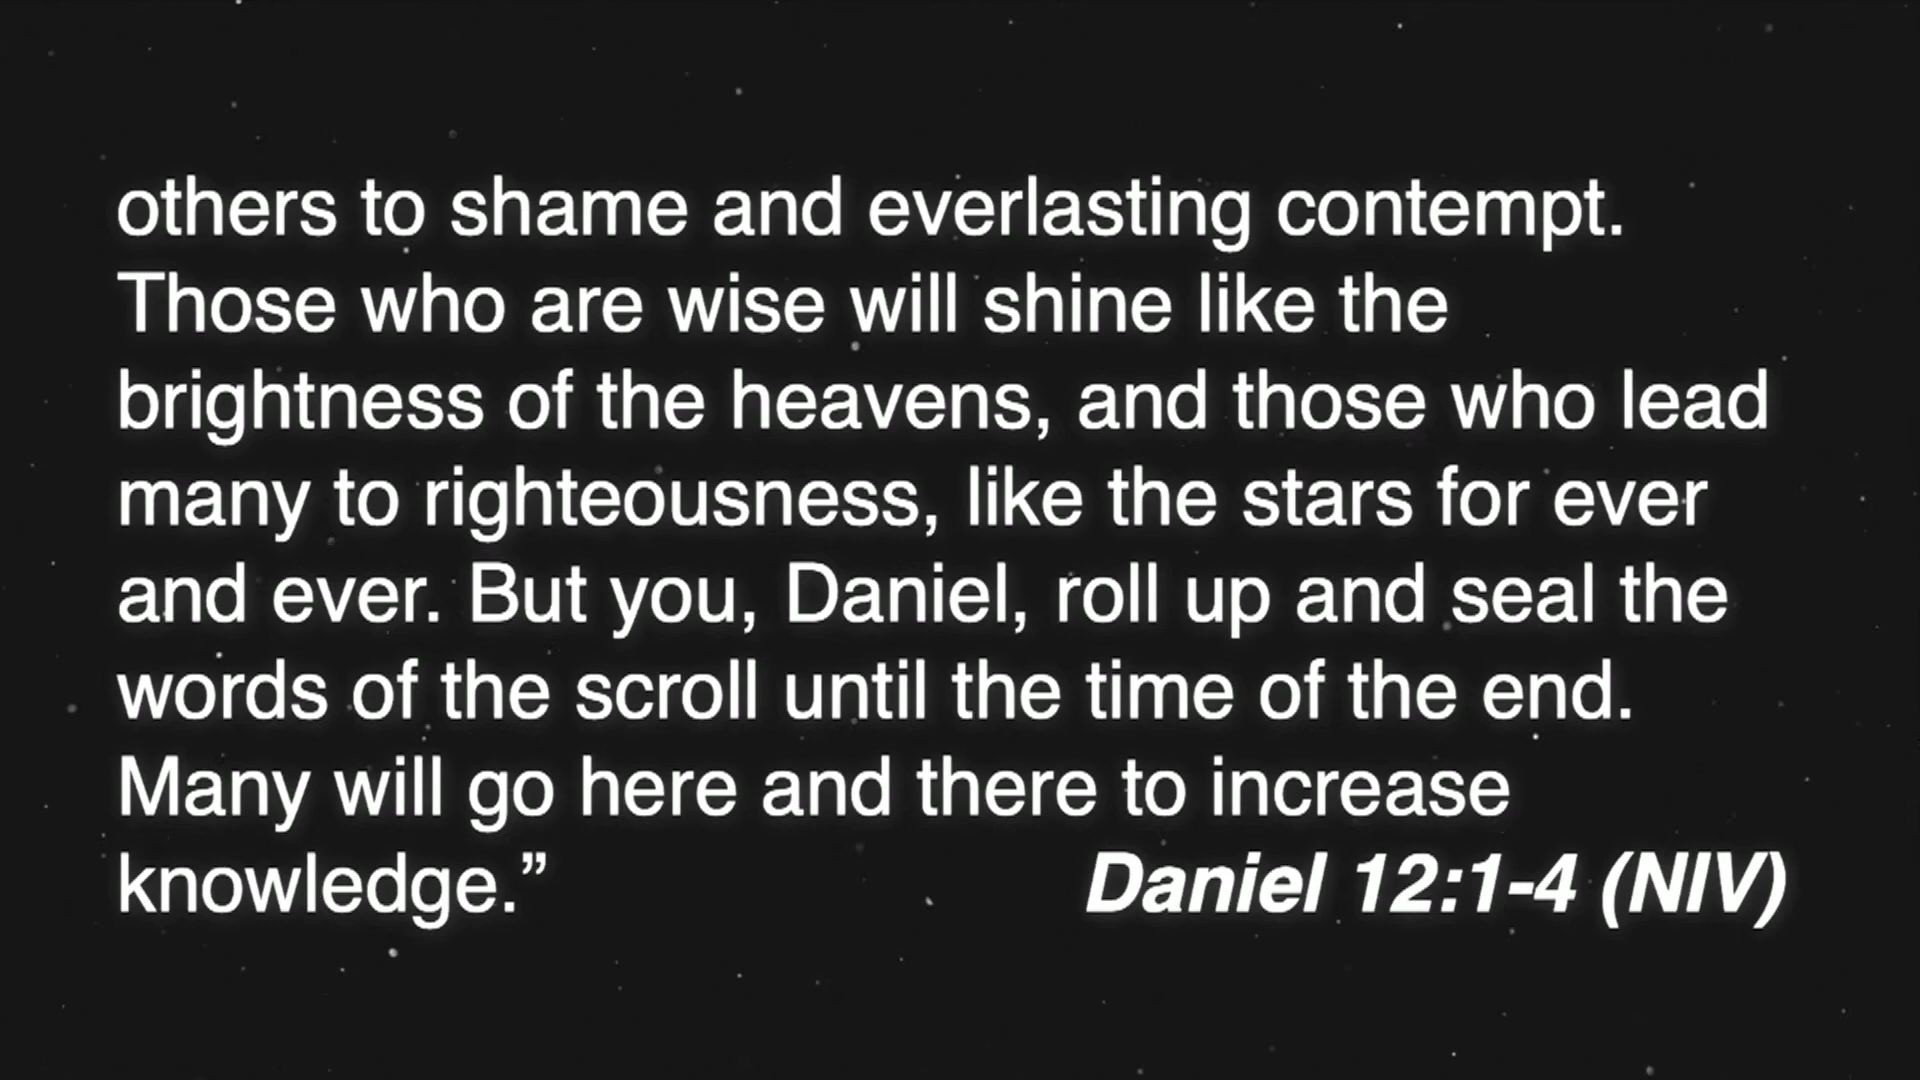 others to shame and everlasting contempt.
Those who are wise will shine like the
brightness of the heavens, and those who lead
many to righteousness, like the stars for ever
and ever. But you, Daniel, roll up and seal the
words of the scroll until the time of the end.
Many will go here and there to increase
knowledge.” Daniel 12:1-4 (NIV)